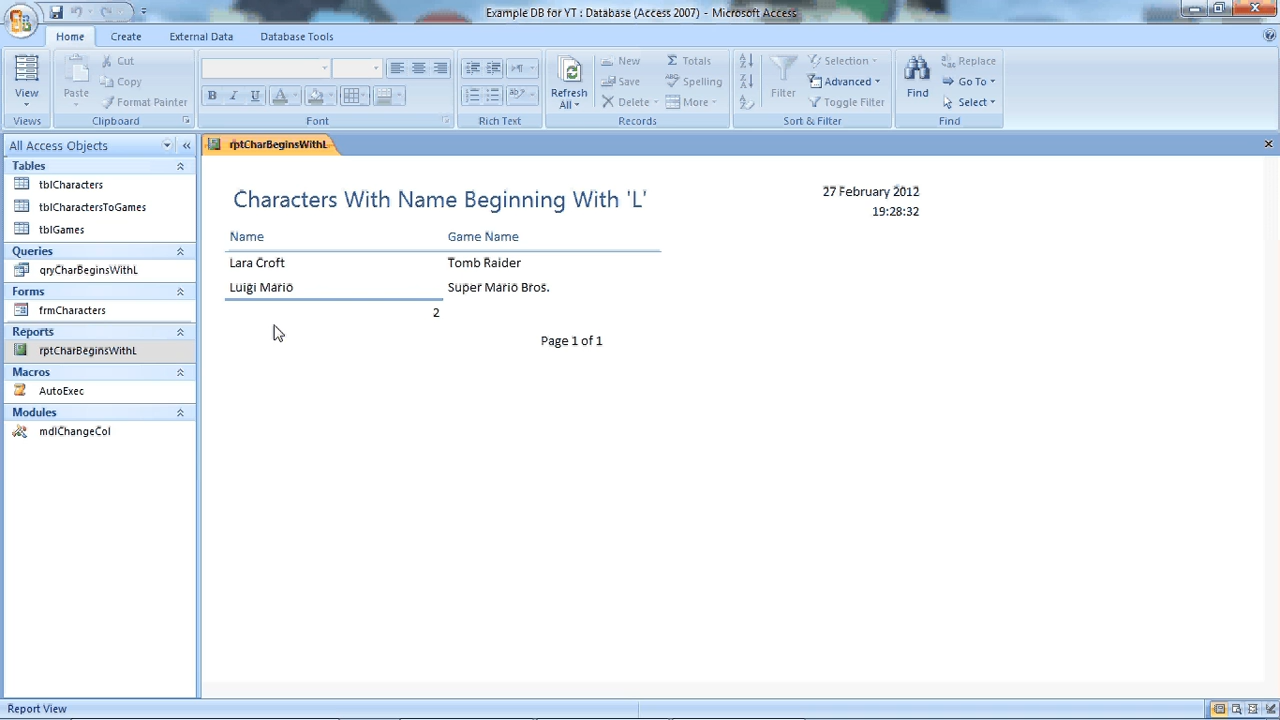 Example DB for YT : Database (Access 2007) - Microsoft Access
Home Create External Data Database Tools
View
Views
Paste
Cut
Copy
Format Painter
Clipboard
B I U A
Font
Rich Text
Refresh All
New
Save
Delete
Totals
Spelling
More
Records
Filter
Selection
Advanced
Toggle Filter
Sort & Filter
Find
Replace
Go To
Select
Find
All Access Objects
Tables
tblCharacters
tblCharactersToGames
tblGames
Queries
qryCharBeginsWithL
Forms
frmCharacters
Reports
rptCharBeginsWithL
Macros
AutoExec
Modules
mdlChangeCol
rptCharBeginsWithL
Characters With Name Beginning With 'L'
27 February 2012
19:28:32
Name Game Name
Lara Croft Tomb Raider
Luigi Mario Super Mario Bros.
2
Page 1 of 1
Report View